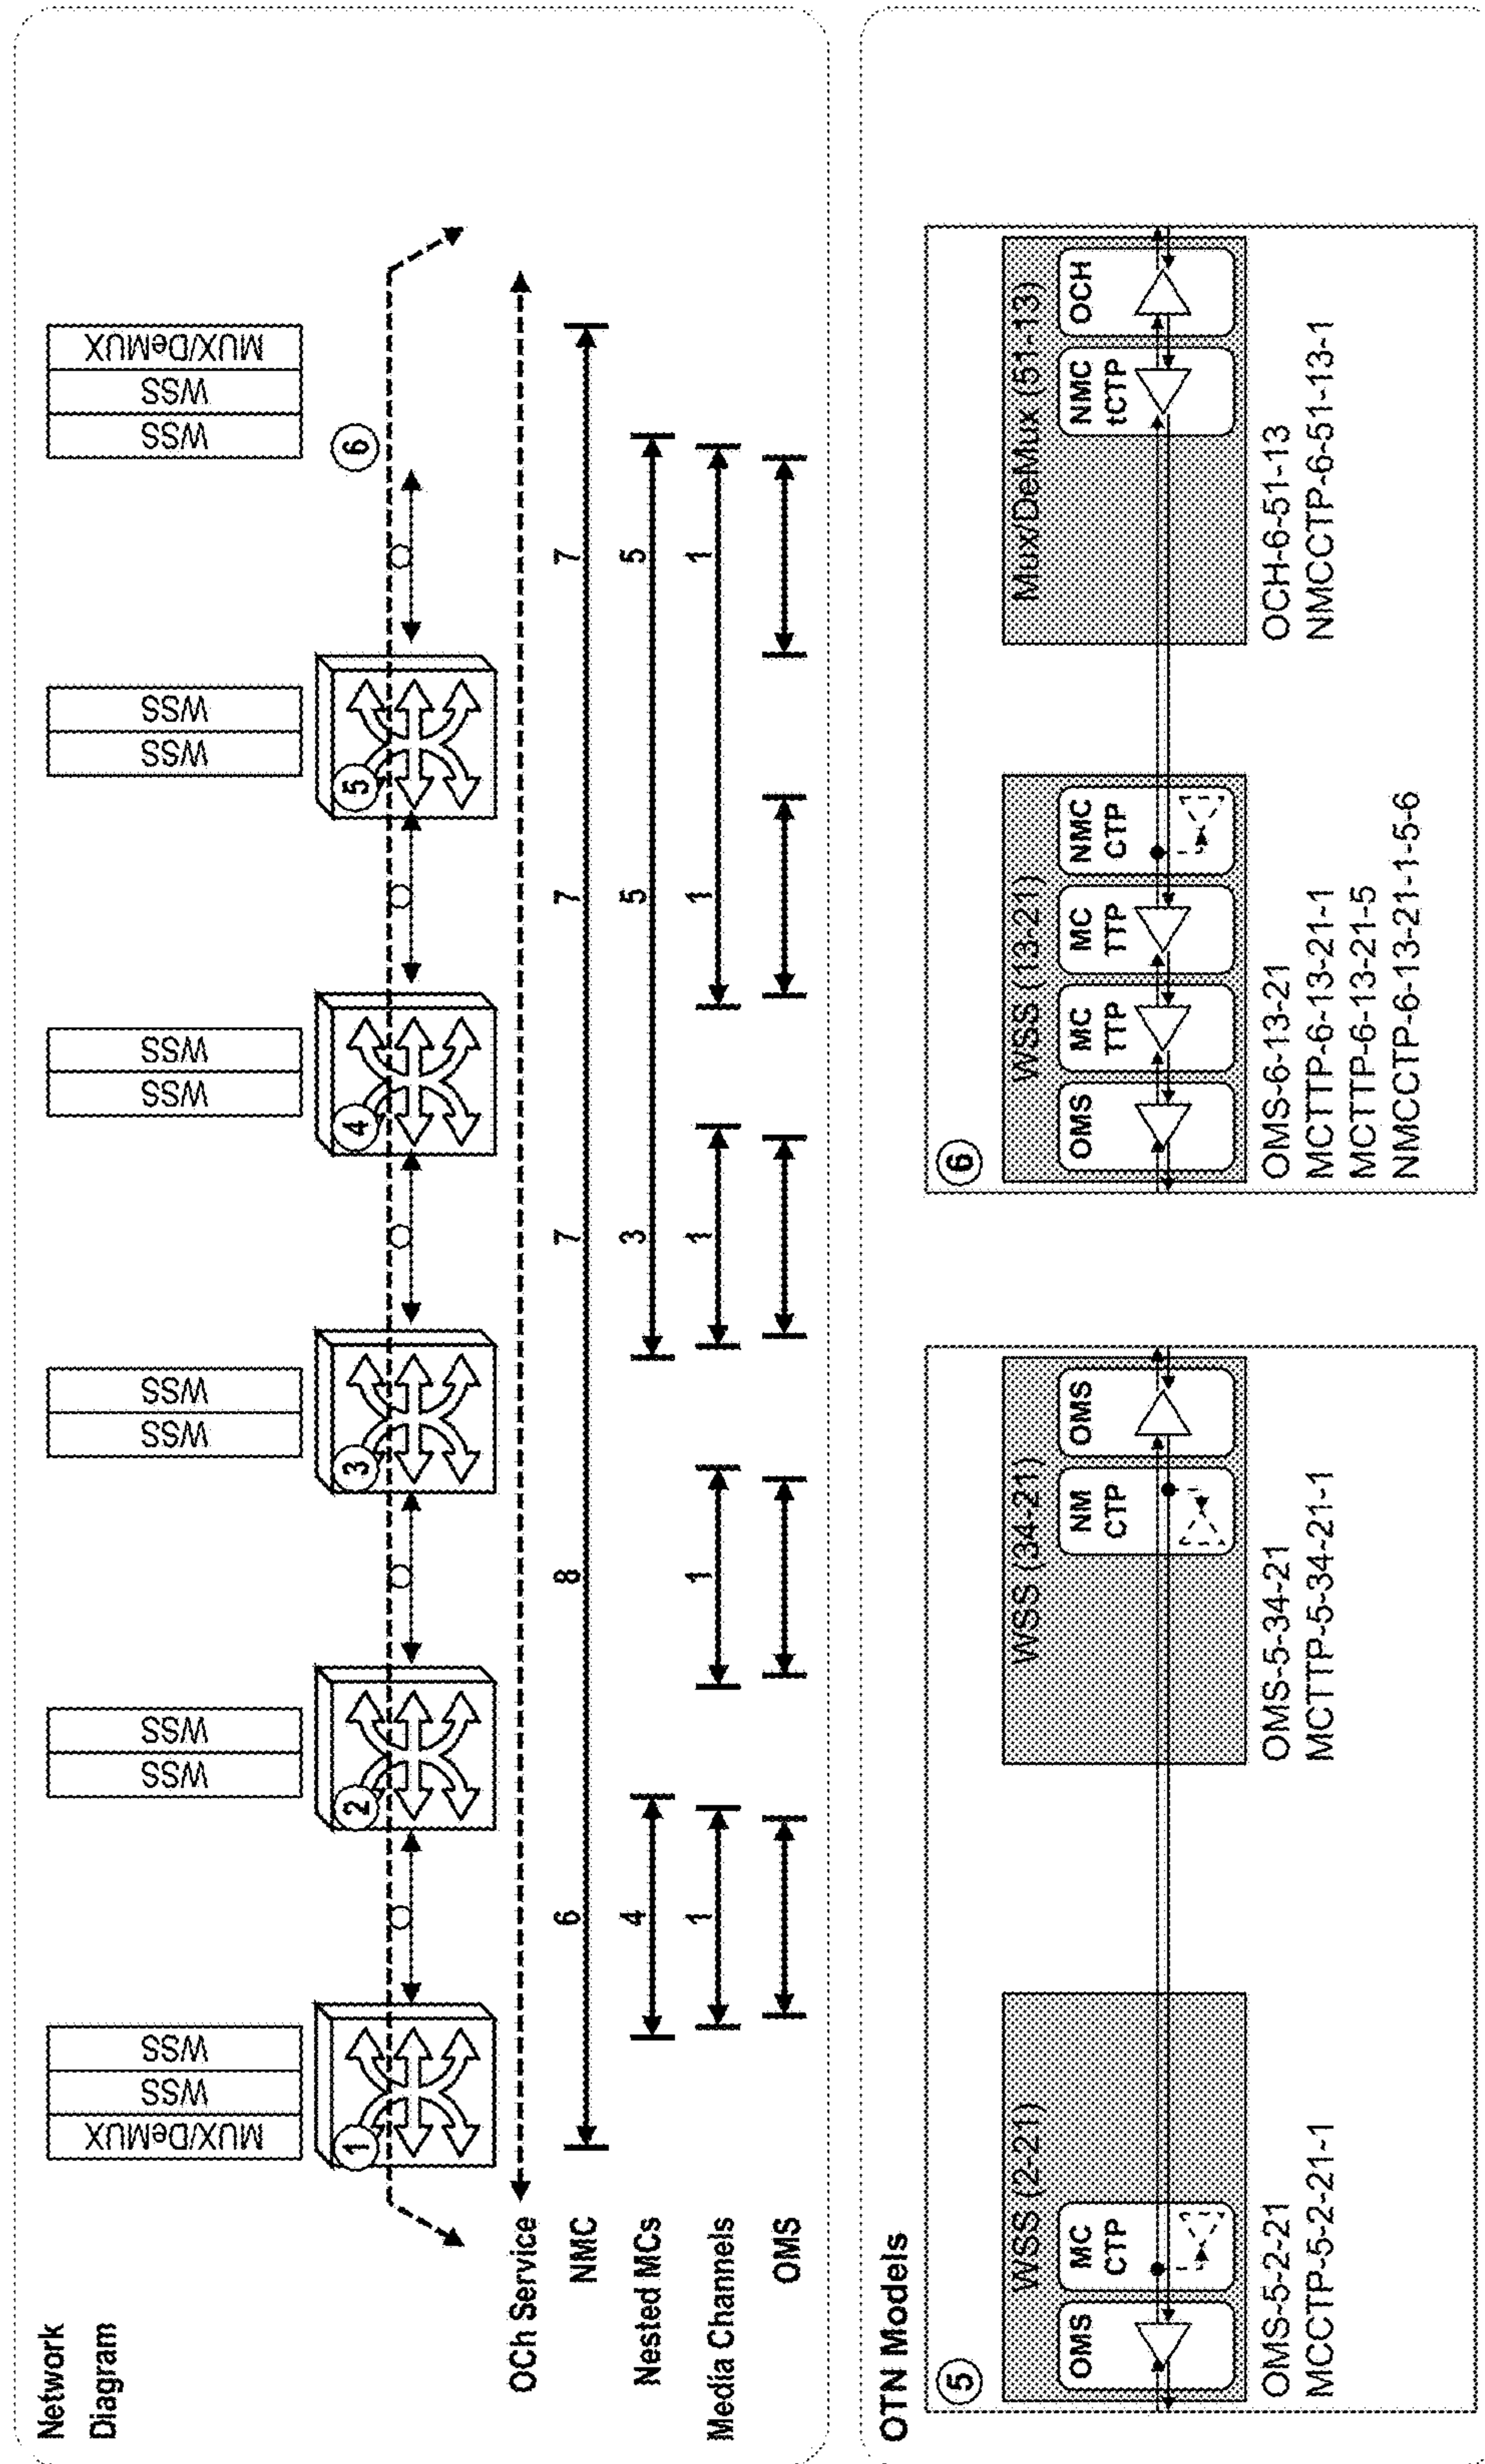 Network
Diagram
MUX/DeMUX
WSS
WSS
WSS
WSS
WSS
WSS
WSS
WSS
WSS
WSS
WSS
WSS
MUX/DeMUX
1
2
3
4
5
6
OCh Service
NMC
6
8
7
7
7
Nested MCs
4
3
5
5
Media Channels
1
1
1
1
1
OMS
OTN Models
5
WSS (2-21)
OMS
MC
CTP
OMS-5-2-21
MCCTP-5-2-21-1
WSS (34-21)
NM
CTP
OMS
OMS-5-34-21
MCTTP-5-34-21-1
6
WSS (13-21)
OMS
MC
TTP
MC
TTP
NMC
CTP
OMS-6-13-21
MCTTP-6-13-21-1
MCTTP-6-13-21-5
NMCCTP-6-13-21-1-5-6
Mux/DeMux (51-13)
NMC
tCTP
OCH
OCH-6-51-13
NMCCTP-6-51-13-1